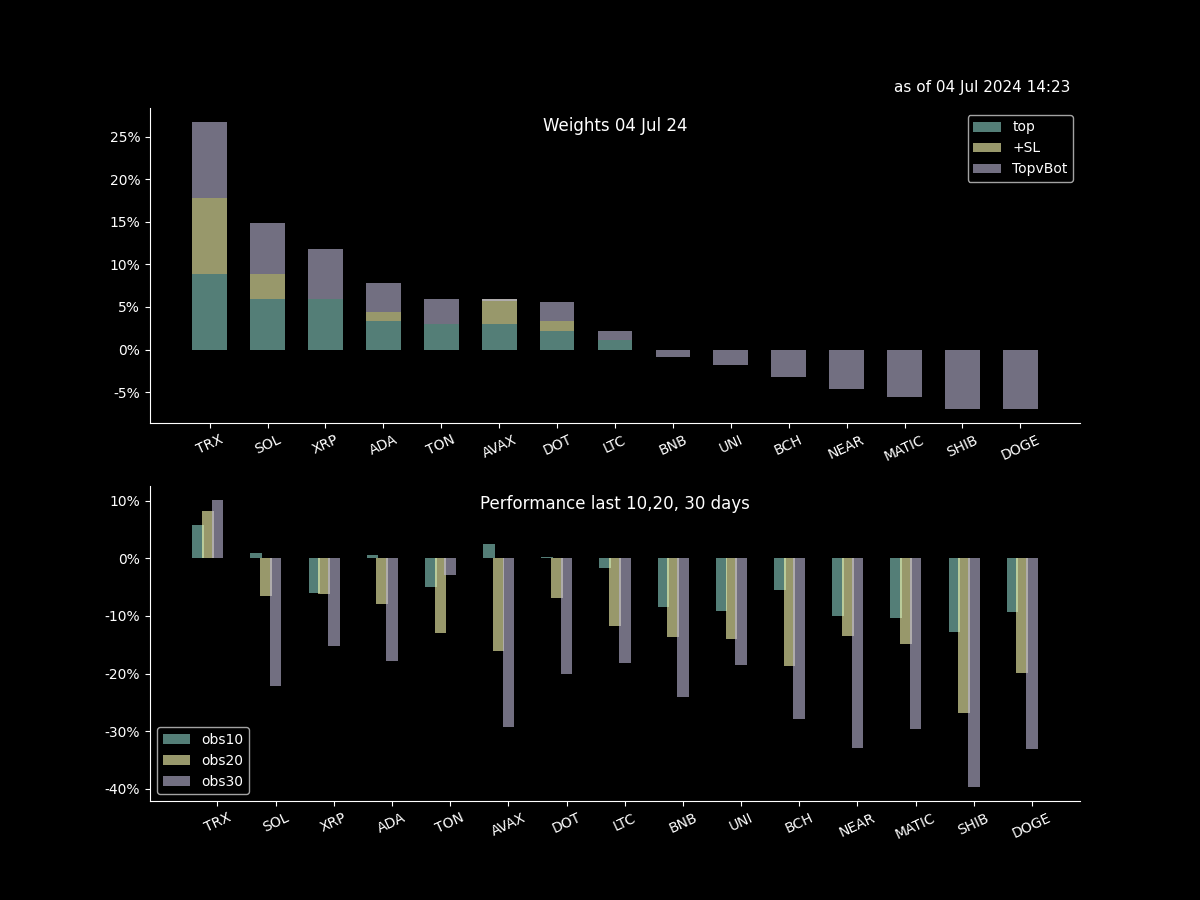 as of 04 Jul 2024 14:23
Weights 04 Jul 24
top
+SL
TopvBot
25%
20%
15%
10%
5%
0%
-5%
TRX SOL XRP ADA TON AVAX DOT LTC BNB UNI BCH NEAR MATIC SHIB DOGE
Performance last 10,20, 30 days
10%
0%
-10%
-20%
-30%
-40%
obs10
obs20
obs30
TRX SOL XRP ADA TON AVAX DOT LTC BNB UNI BCH NEAR MATIC SHIB DOGE